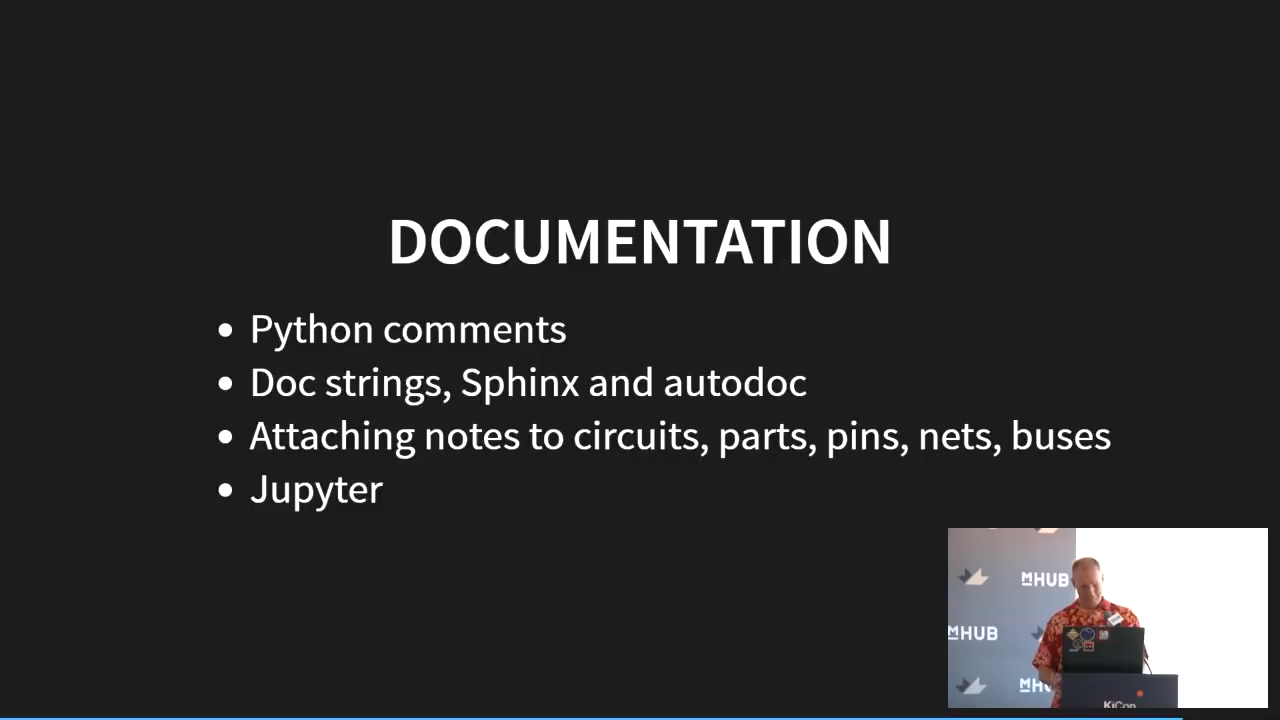 DOCUMENTATION
Python comments
Doc strings, Sphinx and autodoc
Attaching notes to circuits, parts, pins, nets, buses
Jupyter
MHUB
MHUB
KiCon